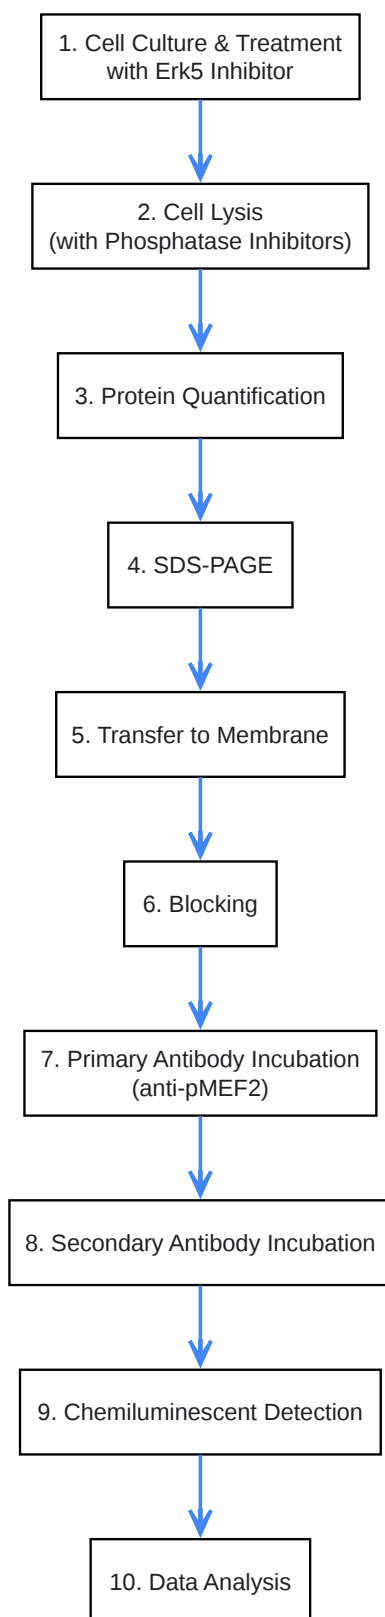 1. Cell Culture & Treatment
with Erk5 Inhibitor
2. Cell Lysis
(with Phosphatase Inhibitors)
3. Protein Quantification
4. SDS-PAGE
5. Transfer to Membrane
6. Blocking
7. Primary Antibody Incubation
(anti-pMEF2)
8. Secondary Antibody Incubation
9. Chemiluminescent Detection
10. Data Analysis